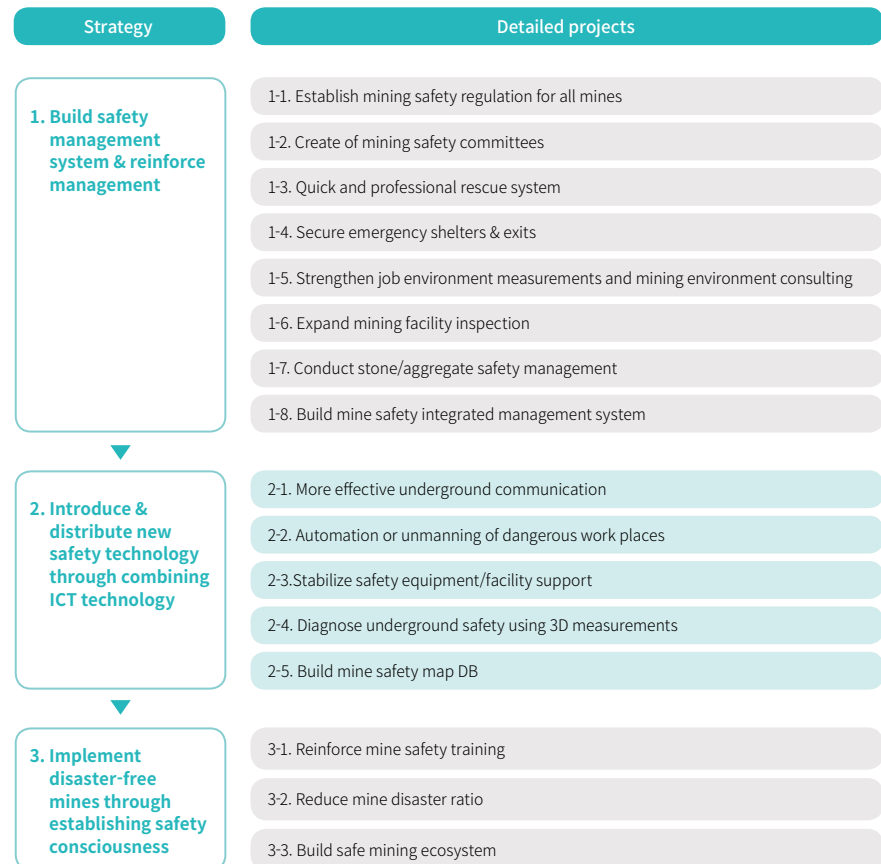 Strategy
Detailed projects
1. Build safety
management
system & reinforce
management
1-1. Establish mining safety regulation for all mines
1-2. Create of mining safety committees
1-3. Quick and professional rescue system
1-4. Secure emergency shelters & exits
1-5. Strengthen job environment measurements and mining environment consulting
1-6. Expand mining facility inspection
1-7. Conduct stone/aggregate safety management
1-8. Build mine safety integrated management system
2. Introduce &
distribute new
safety technology
through combining
ICT technology
2-1. More effective underground communication
2-2. Automation or unmanning of dangerous work places
2-3.Stabilize safety equipment/facility support
2-4. Diagnose underground safety using 3D measurements
2-5. Build mine safety map DB
3. Implement
disaster-free
mines through
establishing safety
consciousness
3-1. Reinforce mine safety training
3-2. Reduce mine disaster ratio
3-3. Build safe mining ecosystem